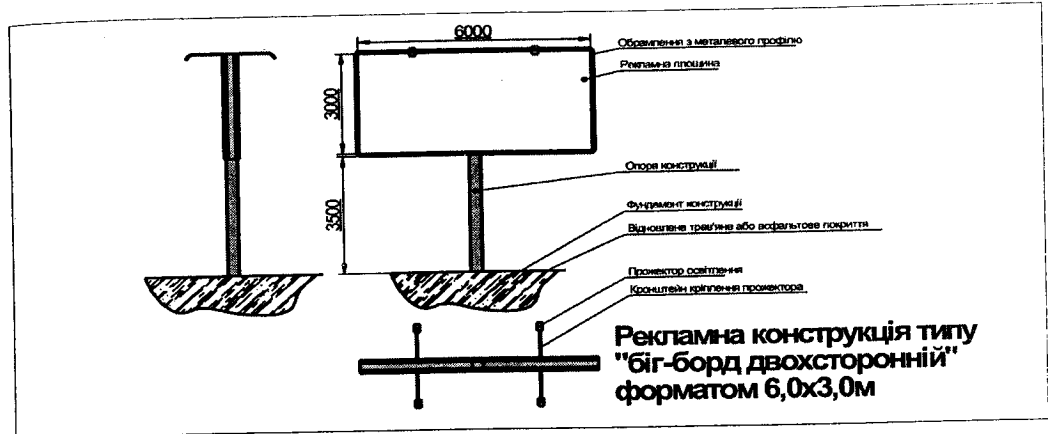 6000
Обрамлення з металевого профілю
Рекламна площина
3000
Опора конструкції
3500
Фундамент конструкції
Відновлене трав'яне або асфальтове покриття
Прожектор освітлення
Кронштейн кріплення прожектора
Рекламна конструкція типу
"біг-борд двохсторонній"
форматом 6,0х3,0м